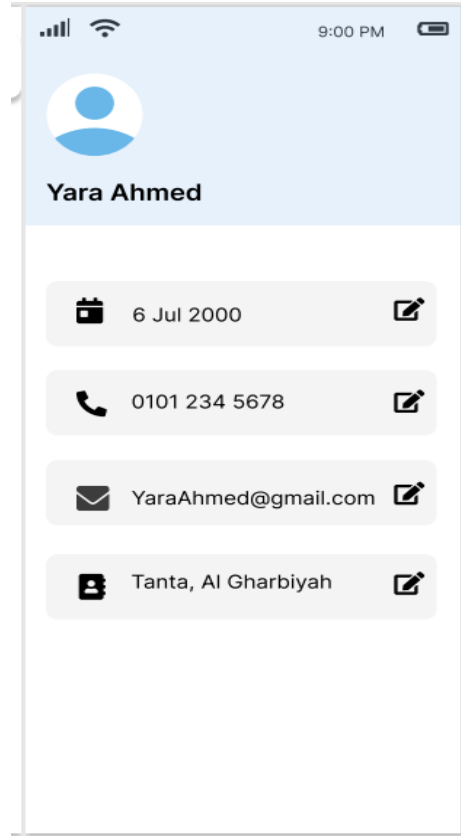 9:00 PM
Yara Ahmed
6 Jul 2000
0101 234 5678
YaraAhmed@gmail.com
Tanta, Al Gharbiyah